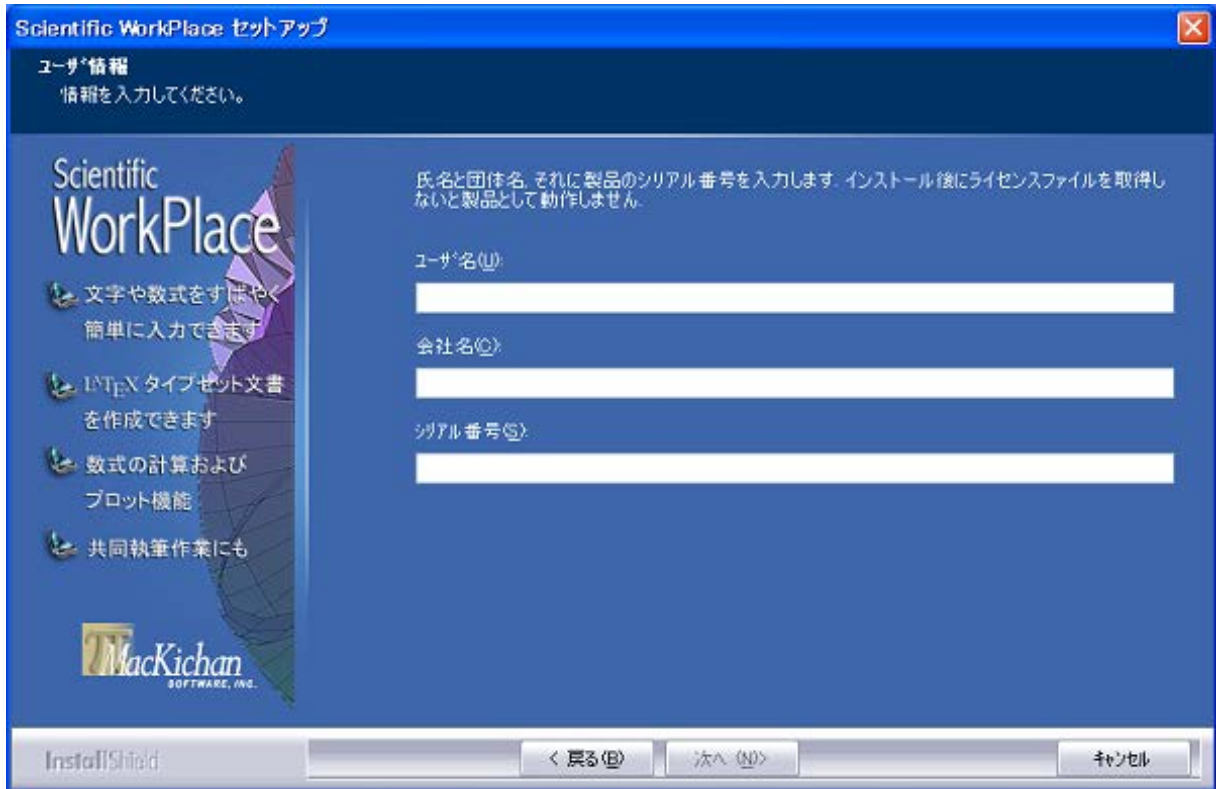 Scientific WorkPlace セットアップ
ユーザ情報
情報を入力してください。
Scientific
WorkPlace
文字や数式をすばやく
簡単に入力できます
LATEX タイプセット文書
を作成できます
数式の計算および
プロット機能
共同執筆作業にも
MacKichan
SOFTWARE, INC.
氏名と団体名, それに製品のシリアル番号を入力します. インストール後にライセンスファイルを取得し
ないと製品として動作しません.
ユーザ名(U):
会社名(C):
シリアル番号(S):
InstallShield
< 戻る(B)
次へ (N)>
キャンセル